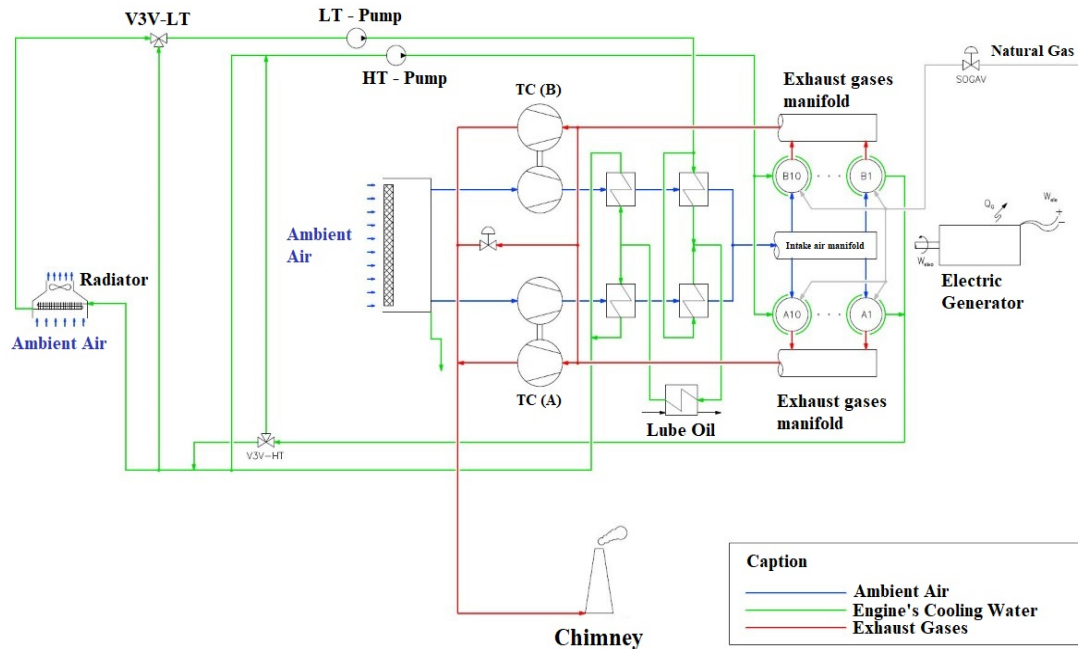 V3V-LT
LT - Pump
HT - Pump
Natural Gas
SOGAV
TC (B)
Exhaust gases
manifold
B10
B1
Ambient
Air
Intake air manifold
Radiator
Ambient Air
A10
A1
Electric
Generator
TC (A)
Exhaust gases
manifold
Lube Oil
V3V-HT
Chimney
Caption
Ambient Air
Engine's Cooling Water
Exhaust Gases